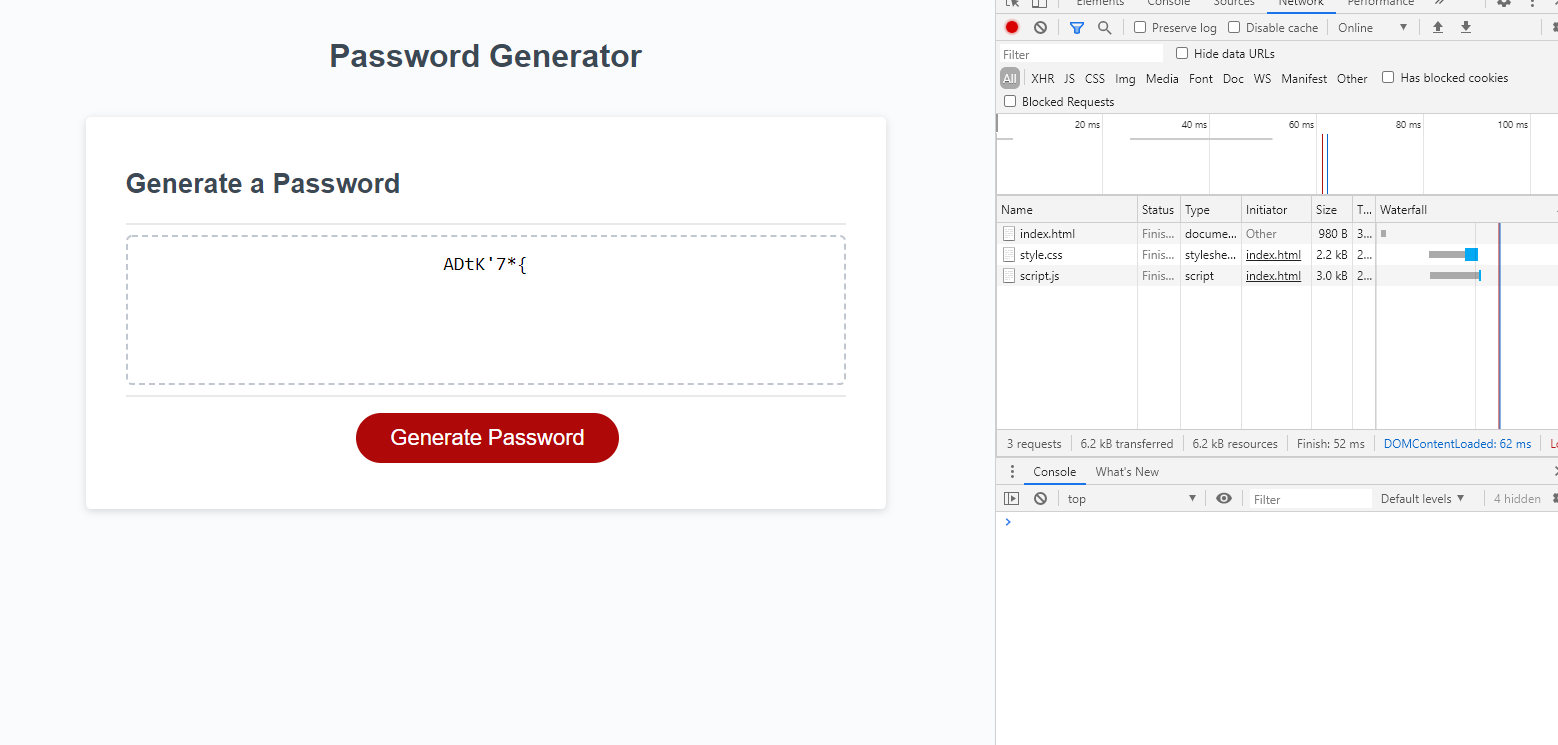 Password Generator
Generate a Password
ADtK'7*{
Generate Password
Elements Console Sources Network Performance »
Preserve log Disable cache Online ▼
Filter Hide data URLs
All XHR JS CSS Img Media Font Doc WS Manifest Other Has blocked cookies
Blocked Requests
20 ms 40 ms 60 ms 80 ms 100 ms
Name Status Type Initiator Size T... Waterfall
index.html Finis... docume... Other 980 B 3...
style.css Finis... styleshe... index.html 2.2 kB 2...
script.js Finis... script index.html 3.0 kB 2...
3 requests 6.2 kB transferred 6.2 kB resources Finish: 52 ms DOMContentLoaded: 62 ms
Console What's New
top ▼ Filter Default levels ▼ 4 hidden